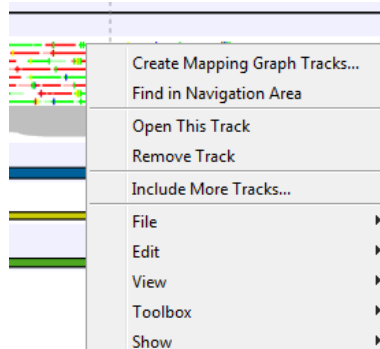 Create Mapping Graph Tracks...
Find in Navigation Area
Open This Track
Remove Track
Include More Tracks...
File
Edit
View
Toolbox
Show